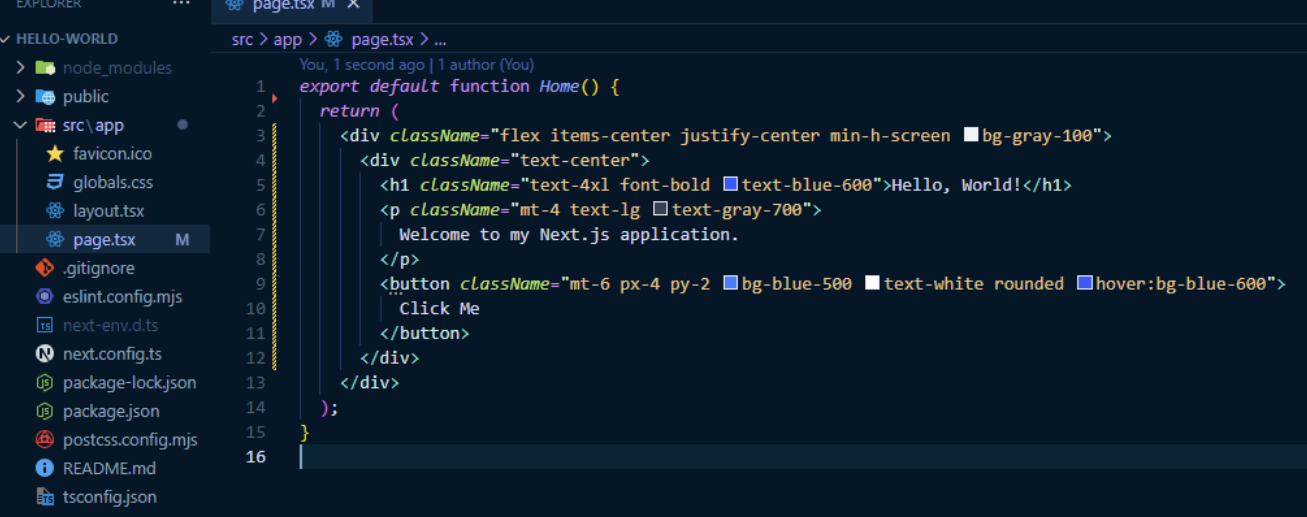 EXPLORER ...
page.tsx M
HELLO-WORLD
node_modules
public
src\app
favicon.ico
globals.css
layout.tsx
page.tsx M
.gitignore
eslint.config.mjs
next-env.d.ts
next.config.ts
package-lock.json
package.json
postcss.config.mjs
README.md
tsconfig.json
src > app > page.tsx > ...
You, 1 second ago | 1 author (You)
1 export default function Home() {
2 return (
3 <div className="flex items-center justify-center min-h-screen bg-gray-100">
4 <div className="text-center">
5 <h1 className="text-4xl font-bold text-blue-600">Hello, World!</h1>
6 <p className="mt-4 text-lg text-gray-700">
7 Welcome to my Next.js application.
8 </p>
9 <button className="mt-6 px-4 py-2 bg-blue-500 text-white rounded hover:bg-blue-600">
10 Click Me
11 </button>
12 </div>
13 </div>
14 );
15 }
16